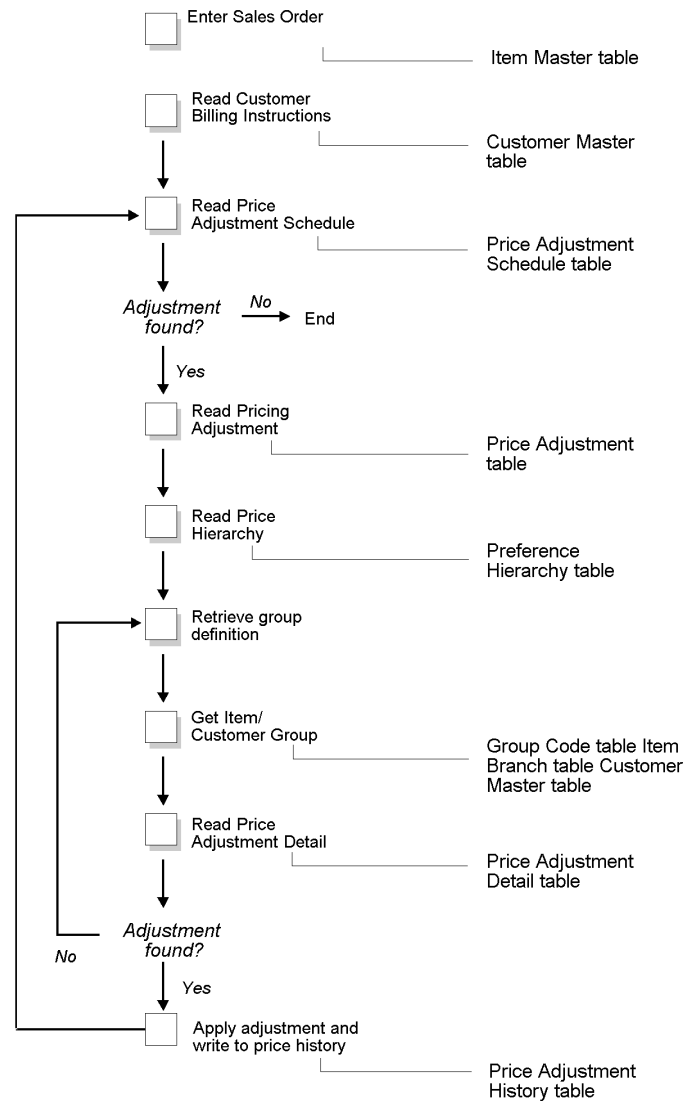 Enter Sales Order
Item Master table
Read Customer
Billing Instructions
Customer Master
table
Read Price
Adjustment Schedule
Price Adjustment
Schedule table
Adjustment
found?
No
End
Yes
Read Pricing
Adjustment
Price Adjustment
table
Read Price
Hierarchy
Preference
Hierarchy table
Retrieve group
definition
Get Item/
Customer Group
Group Code table Item
Branch table Customer
Master table
Read Price
Adjustment Detail
Price Adjustment
Detail table
Adjustment
found?
No
Yes
Apply adjustment and
write to price history
Price Adjustment
History table